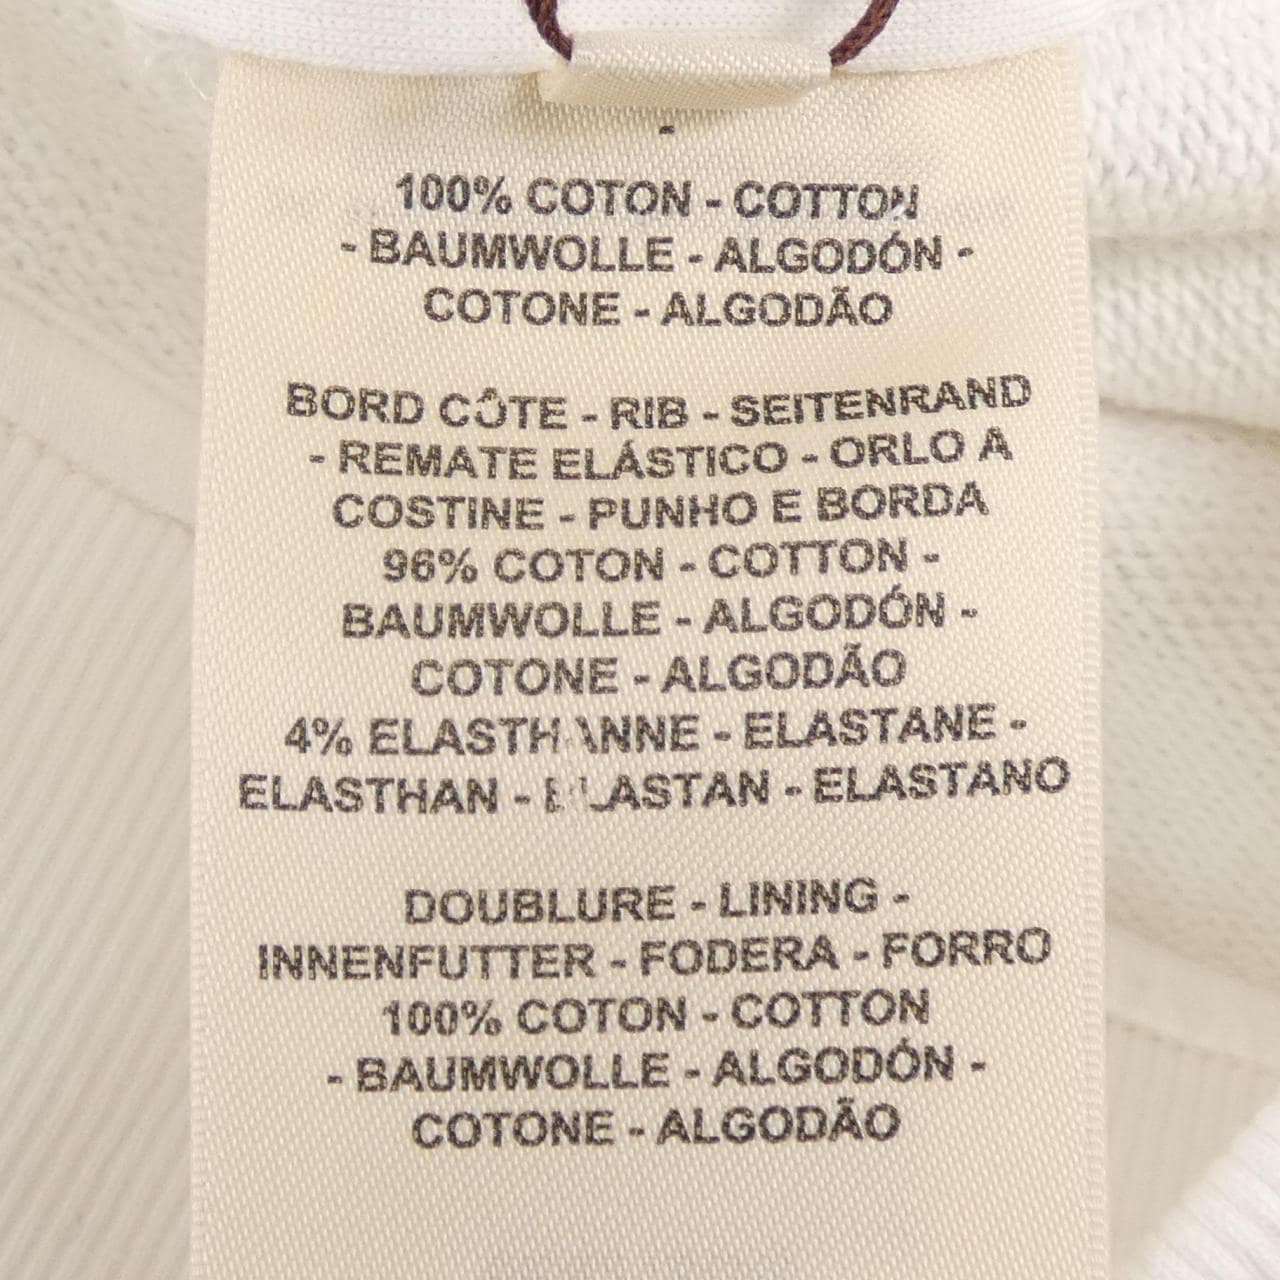 100% COTON - COTTON
- BAUMWOLLE - ALGODÓN -
COTONE - ALGODÃO
BORD CÔTE - RIB - SEITENRAND
- REMATE ELÁSTICO - ORLO A
COSTINE - PUNHO E BORDA
96% COTON - COTTON -
BAUMWOLLE - ALGODÓN -
COTONE - ALGODÃO
4% ELASTHANNE - ELASTANE -
ELASTHAN - ELASTAN - ELASTANO
DOUBLURE - LINING -
INNENFUTTER - FODERA - FORRO
100% COTON - COTTON
- BAUMWOLLE - ALGODÓN -
COTONE - ALGODÃO